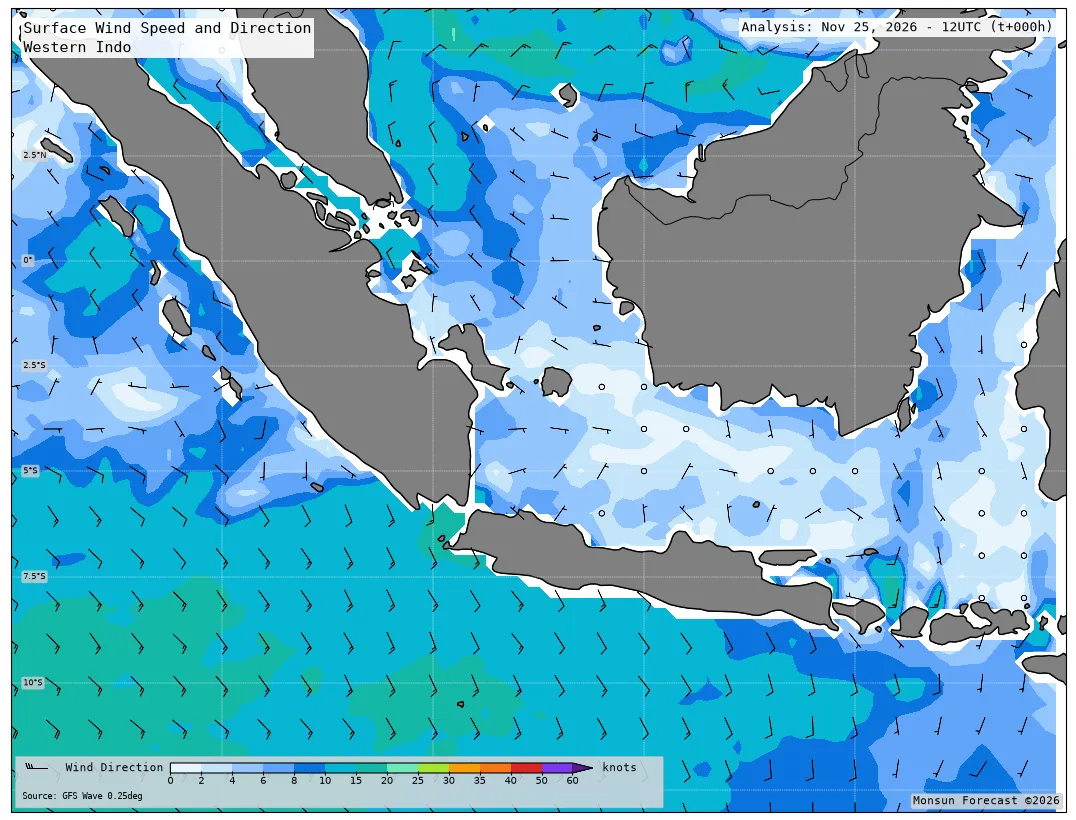 Surface Wind Speed and Direction
Western Indo
Analysis: Nov 25, 2026 - 12UTC (t+000h)
2.5°N
0°
2.5°S
5°S
7.5°S
10°S
Wind Direction
0 2 4 6 8 10 15 20 25 30 35 40 50 60
knots
Source: GFS Wave 0.25deg
Monsun Forecast ©2026